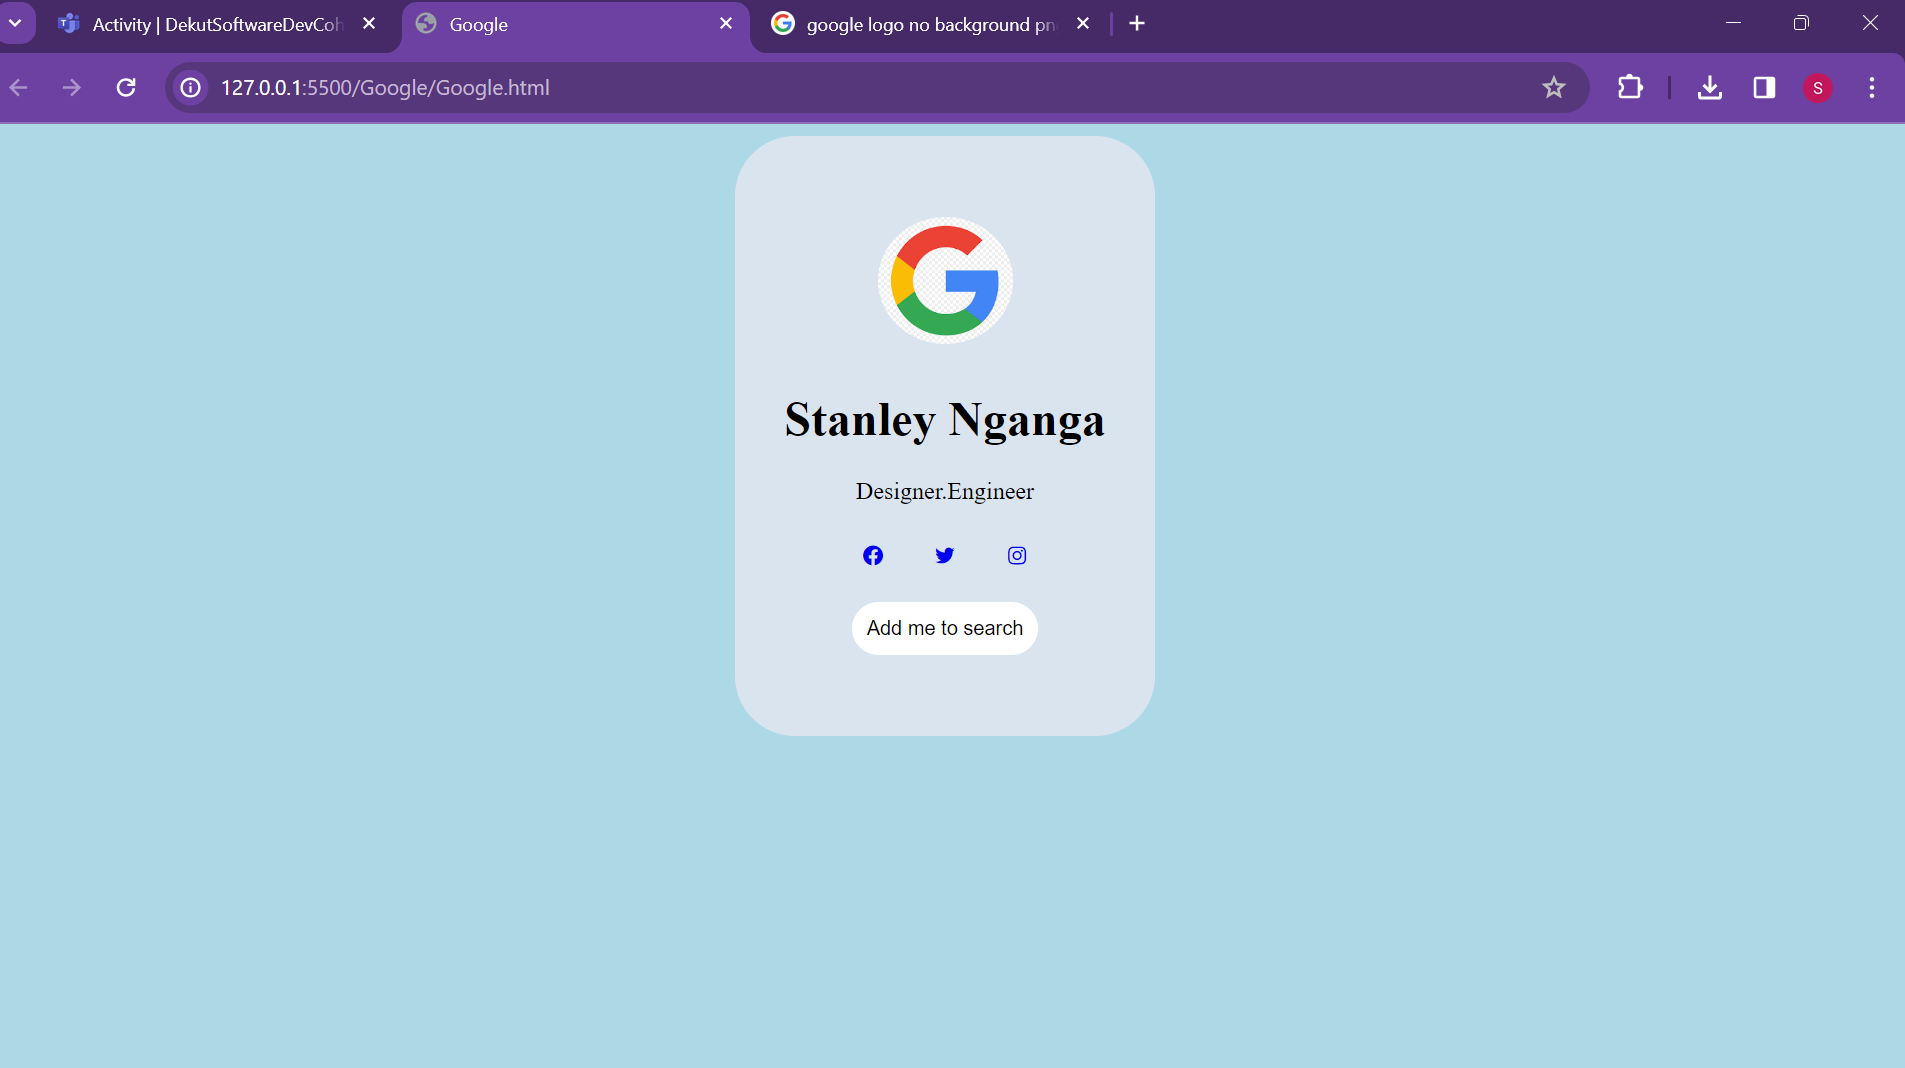 Activity | DekutSoftwareDevCoh
Google
google logo no background pn
127.0.0.1:5500/Google/Google.html
S
Stanley Nganga
Designer.Engineer
Add me to search